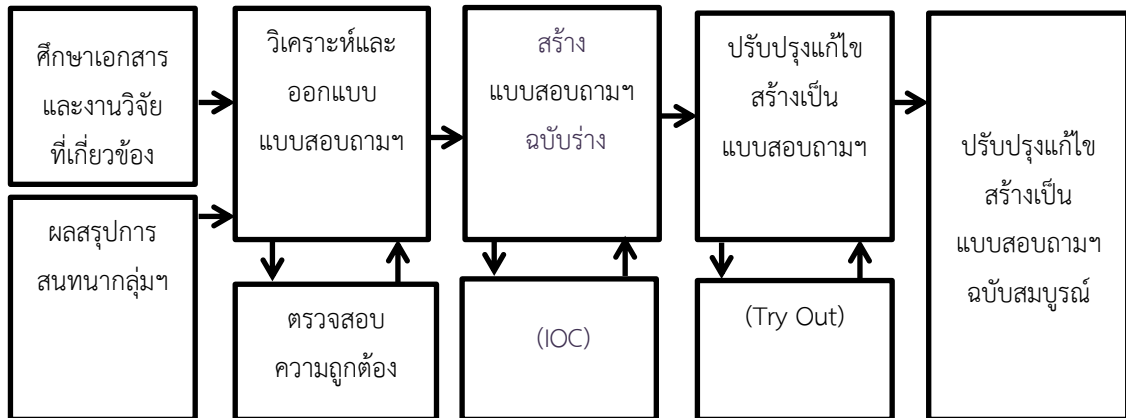 ศึกษาเอกสาร
และงานวิจัย
ที่เกี่ยวข้อง
ผลสรุปการ
สนทนากลุ่มฯ
วิเคราะห์และ
ออกแบบ
แบบสอบถามฯ
ตรวจสอบ
ความถูกต้อง
สร้าง
แบบสอบถามฯ
ฉบับร่าง
(IOC)
ปรับปรุงแก้ไข
สร้างเป็น
แบบสอบถามฯ
(Try Out)
ปรับปรุงแก้ไข
สร้างเป็น
แบบสอบถามฯ
ฉบับสมบูรณ์